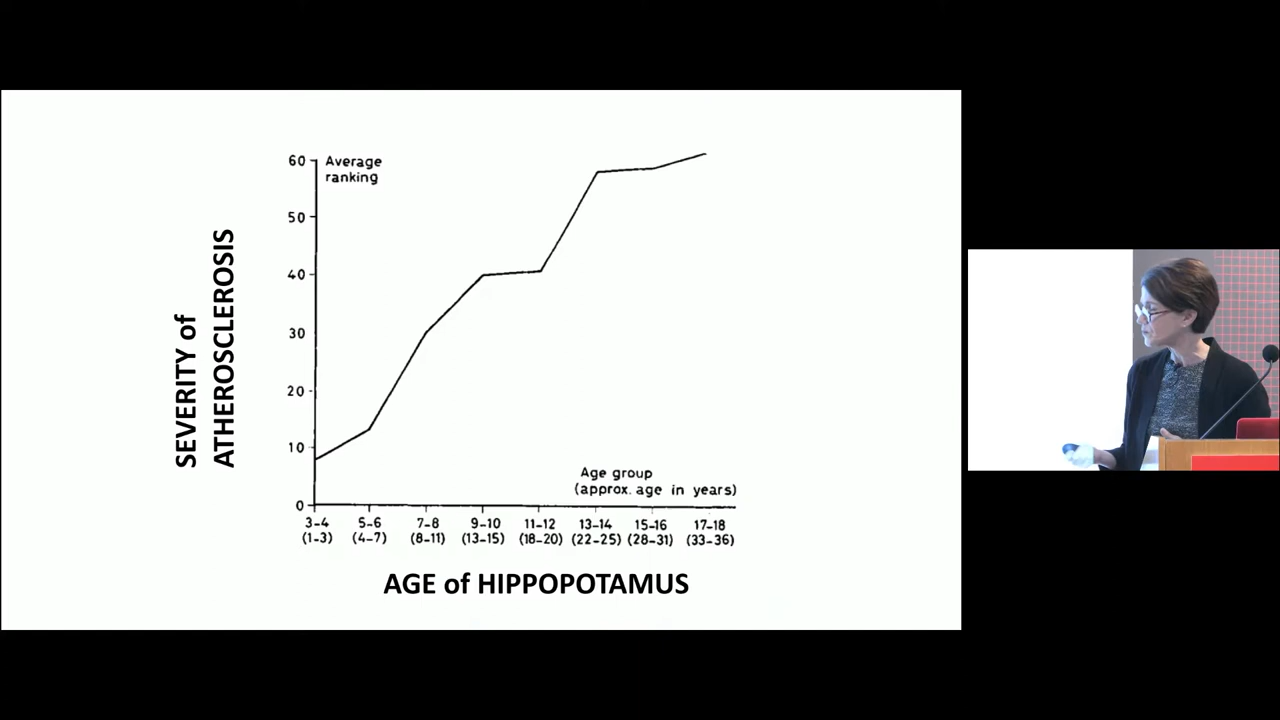 60
Average
ranking
50
40
30
20
10
0
SEVERITY of
ATHEROSCLEROSIS
Age group
(approx. age in years)
3-4 5-6 7-8 9-10 11-12 13-14 15-16 17-18
(1-3) (4-7) (8-11) (13-15) (18-20) (22-25) (28-31) (33-36)
AGE of HIPPOPOTAMUS